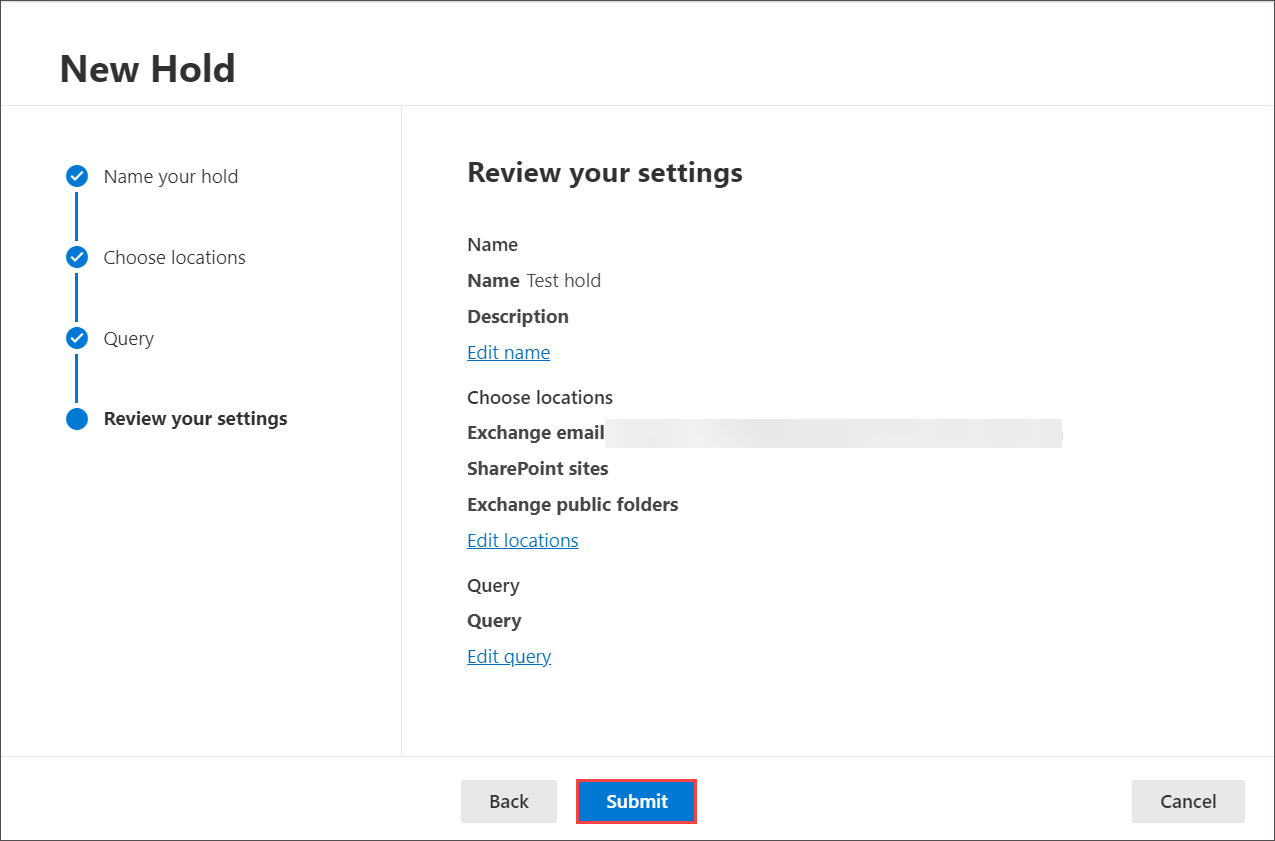 New Hold
Name your hold
Choose locations
Query
Review your settings
Review your settings
Name
Name Test hold
Description
Edit name
Choose locations
Exchange email
SharePoint sites
Exchange public folders
Edit locations
Query
Query
Edit query
Back
Submit
Cancel